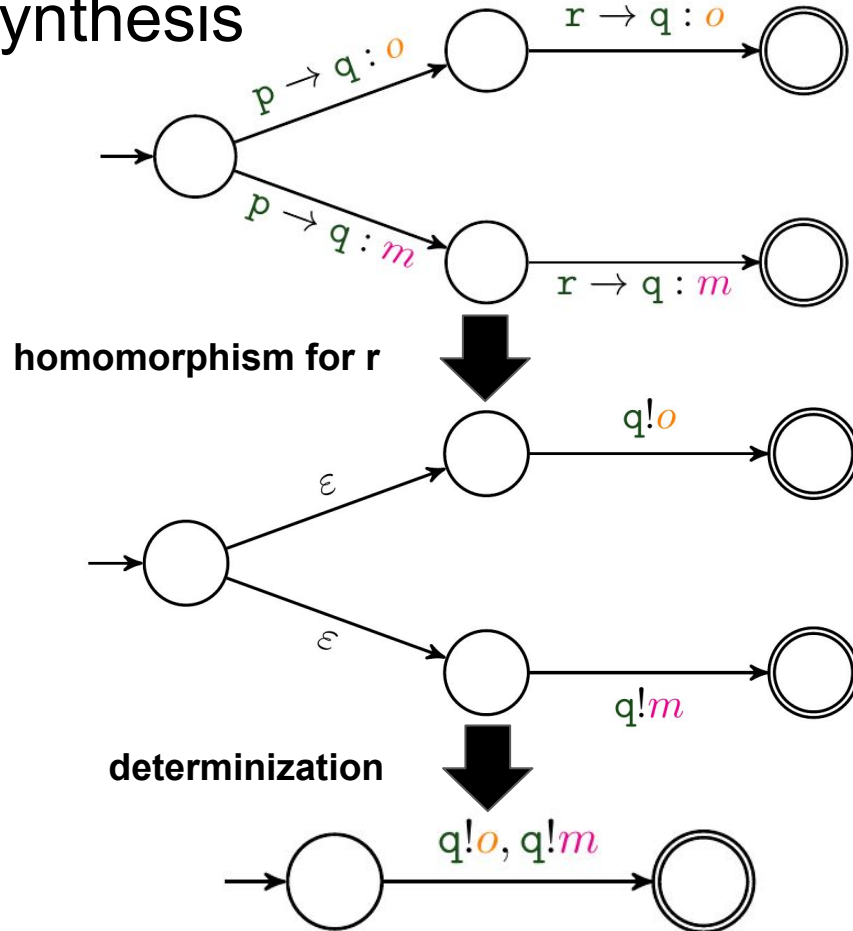 ynthesis
p → q : o
r → q : o
p → q : m
r → q : m
homomorphism for r
q!o
ε
ε
q!m
determinization
q!o, q!m